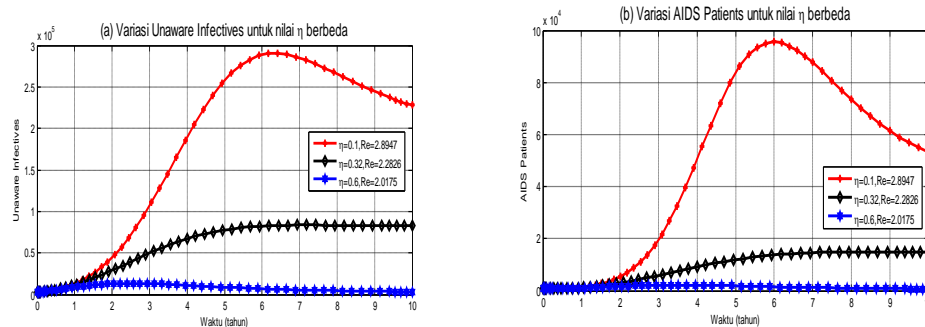 (a) Variasi Unaware Infectives untuk nilai η berbeda
x 10^5
3
2.5
2
1.5
1
0.5
0
Unaware Infectives
η=0.1,Re=2.8947
η=0.32,Re=2.2826
η=0.6,Re=2.0175
0 1 2 3 4 5 6 7 8 9 10
Waktu (tahun)
(b) Variasi AIDS Patients untuk nilai η berbeda
x 10^4
10
8
6
4
2
0
AIDS Patients
η=0.1,Re=2.8947
η=0.32,Re=2.2826
η=0.6,Re=2.0175
0 1 2 3 4 5 6 7 8 9
Waktu (tahun)